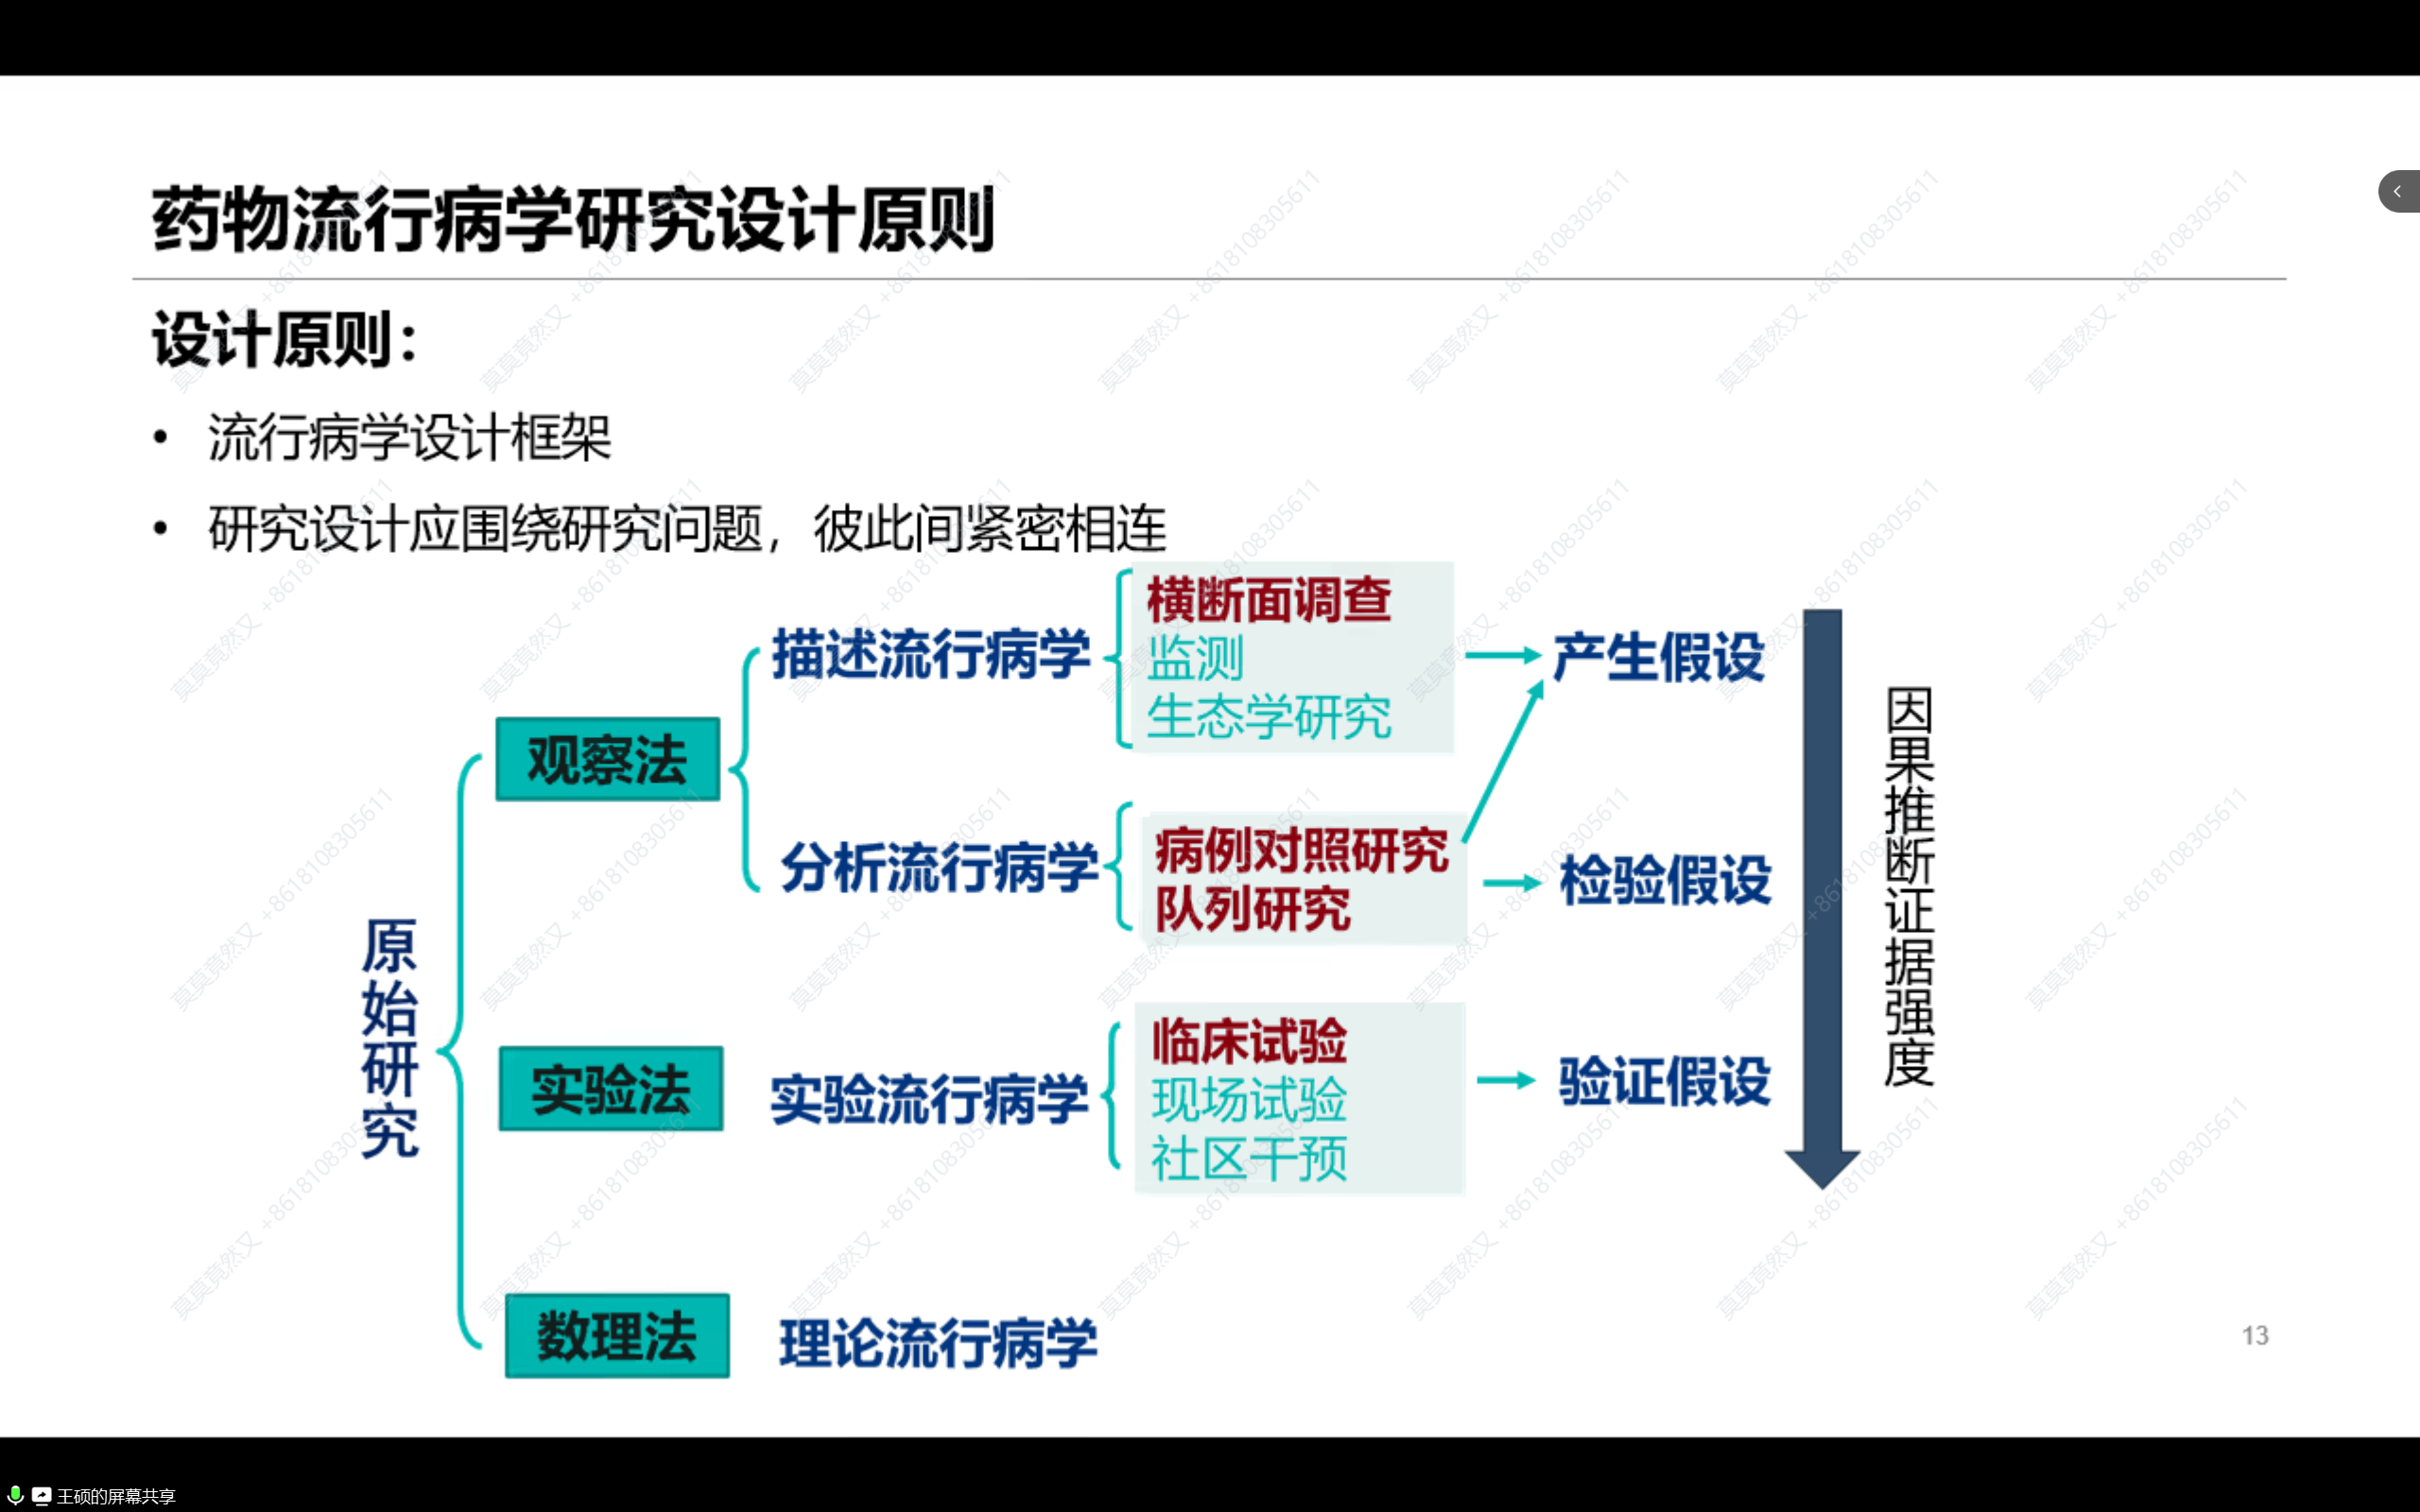 药物流行病学研究设计原则
设计原则：
• 流行病学设计框架
• 研究设计应围绕研究问题，彼此间紧密相连
原始研究
观察法
描述流行病学
横断面调查
监测
生态学研究
产生假设
分析流行病学
病例对照研究
队列研究
检验假设
实验法
实验流行病学
临床试验
现场试验
社区干预
验证假设
数理法
理论流行病学
因果推断证据强度
13
莫莫竟然又 +8618108305611
王硕的屏幕共享